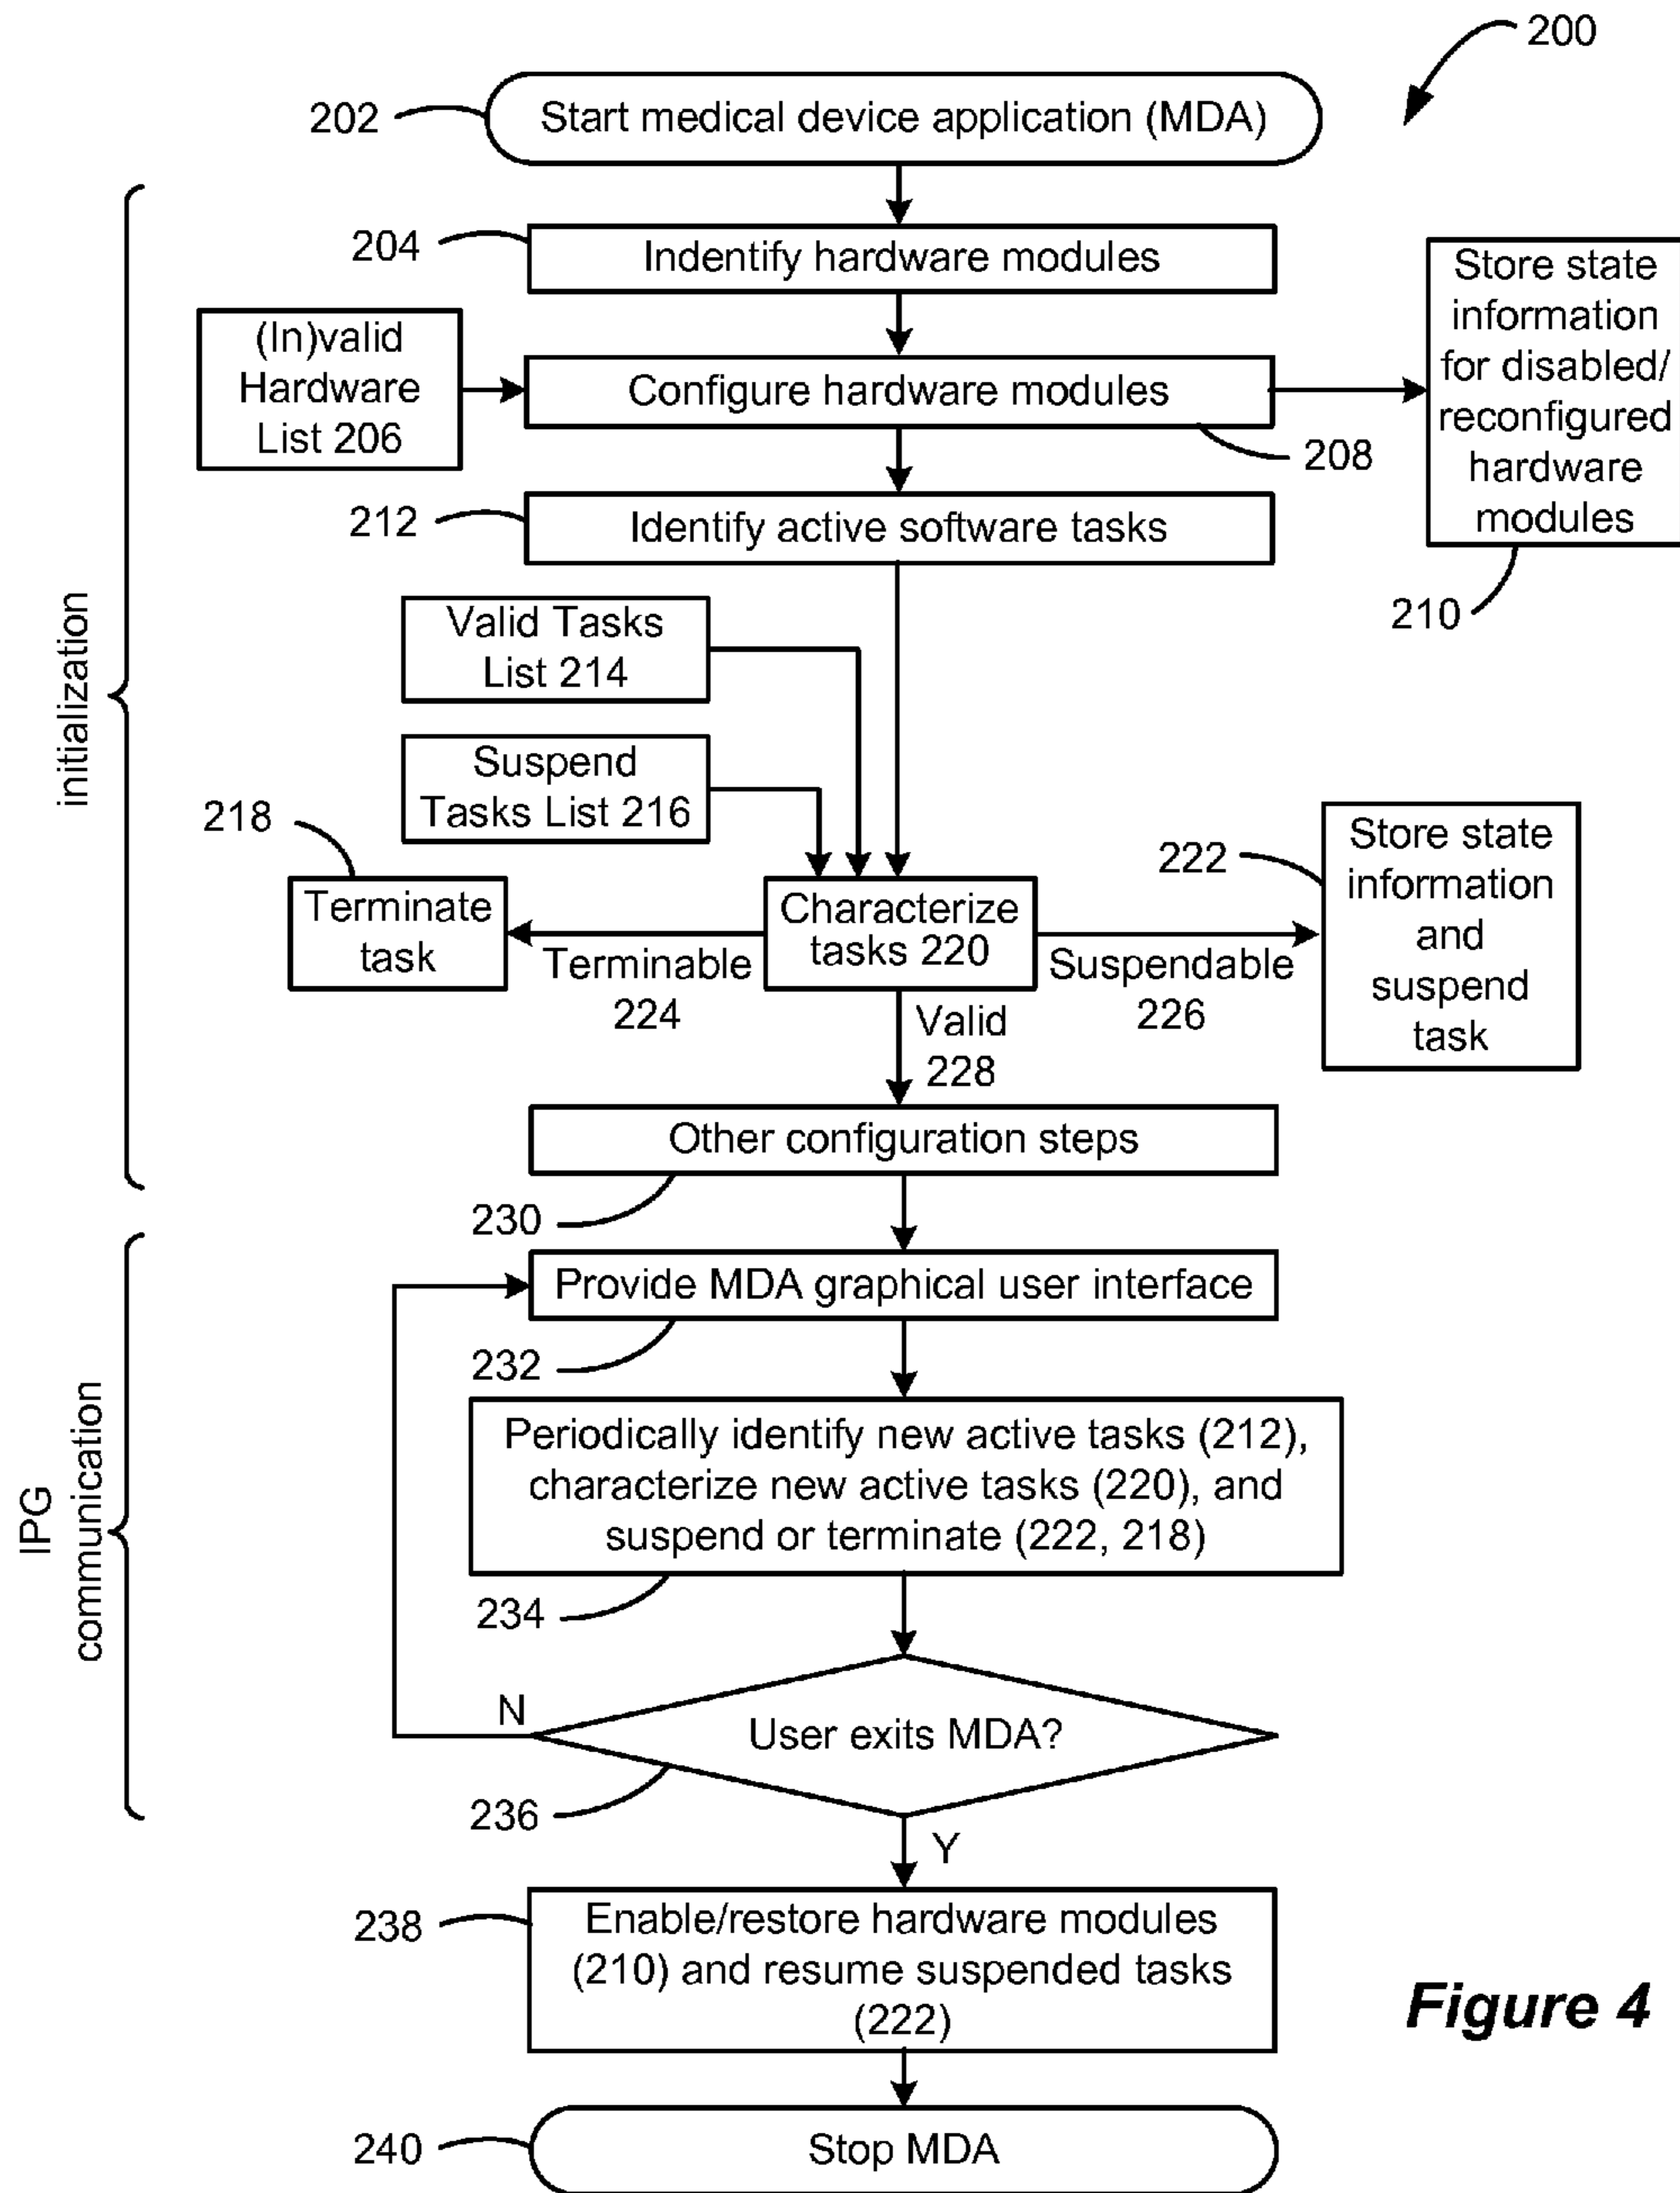 200
202
Start medical device application (MDA)
204
Indentify hardware modules
(In)valid
Hardware
List 206
Configure hardware modules
208
Store state
information
for disabled/
reconfigured
hardware
modules
210
212
Identify active software tasks
initialization
Valid Tasks
List 214
Suspend
Tasks List 216
218
Terminate
task
Terminable
224
Characterize
tasks 220
Suspendable
226
222
Store state
information
and
suspend
task
Valid
228
Other configuration steps
230
IPG
communication
Provide MDA graphical user interface
232
Periodically identify new active tasks (212),
characterize new active tasks (220), and
suspend or terminate (222, 218)
234
N
User exits MDA?
236
Y
238
Enable/restore hardware modules
(210) and resume suspended tasks
(222)
Figure 4
240
Stop MDA